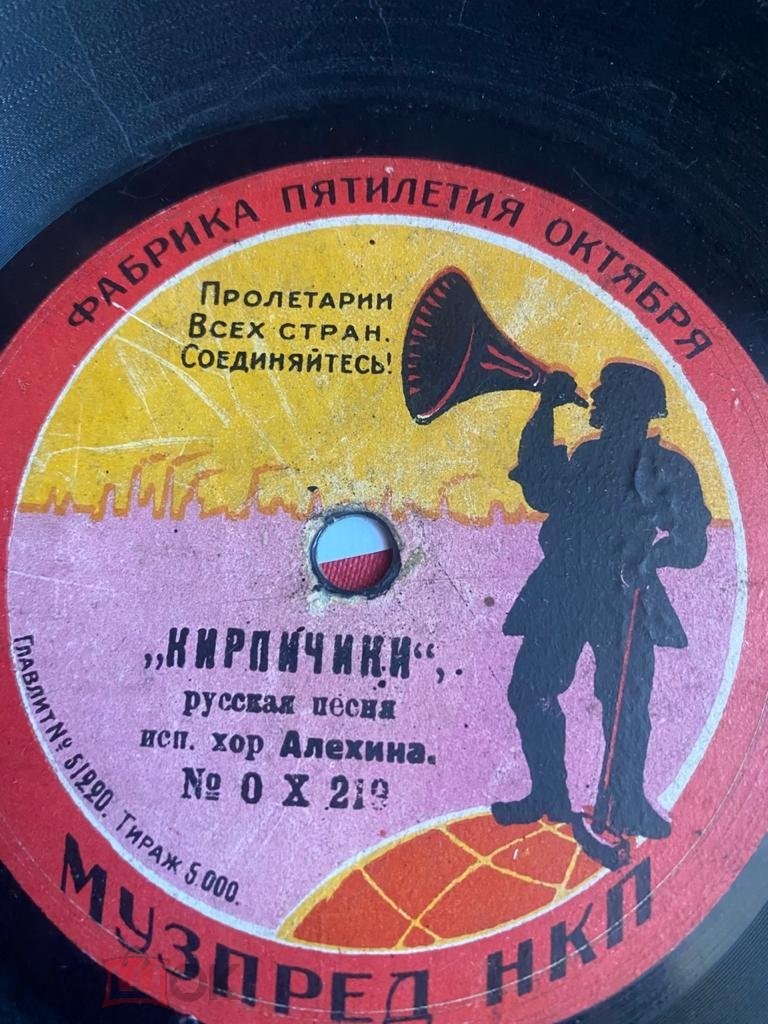 ФАБРИКА ПЯТИЛЕТИЯ ОКТЯБРЯ
ПРОЛЕТАРИИ
ВСЕХ СТРАН.
СОЕДИНЯЙТЕСЬ!
„КИРПИЧИКИ“,
русская песня
исп. хор Алехина.
№ 0 Х 219
ГЛАВЛИТ № 51220. ТИРАЖ 5.000.
МУЗПРЕД НКП
Мешок